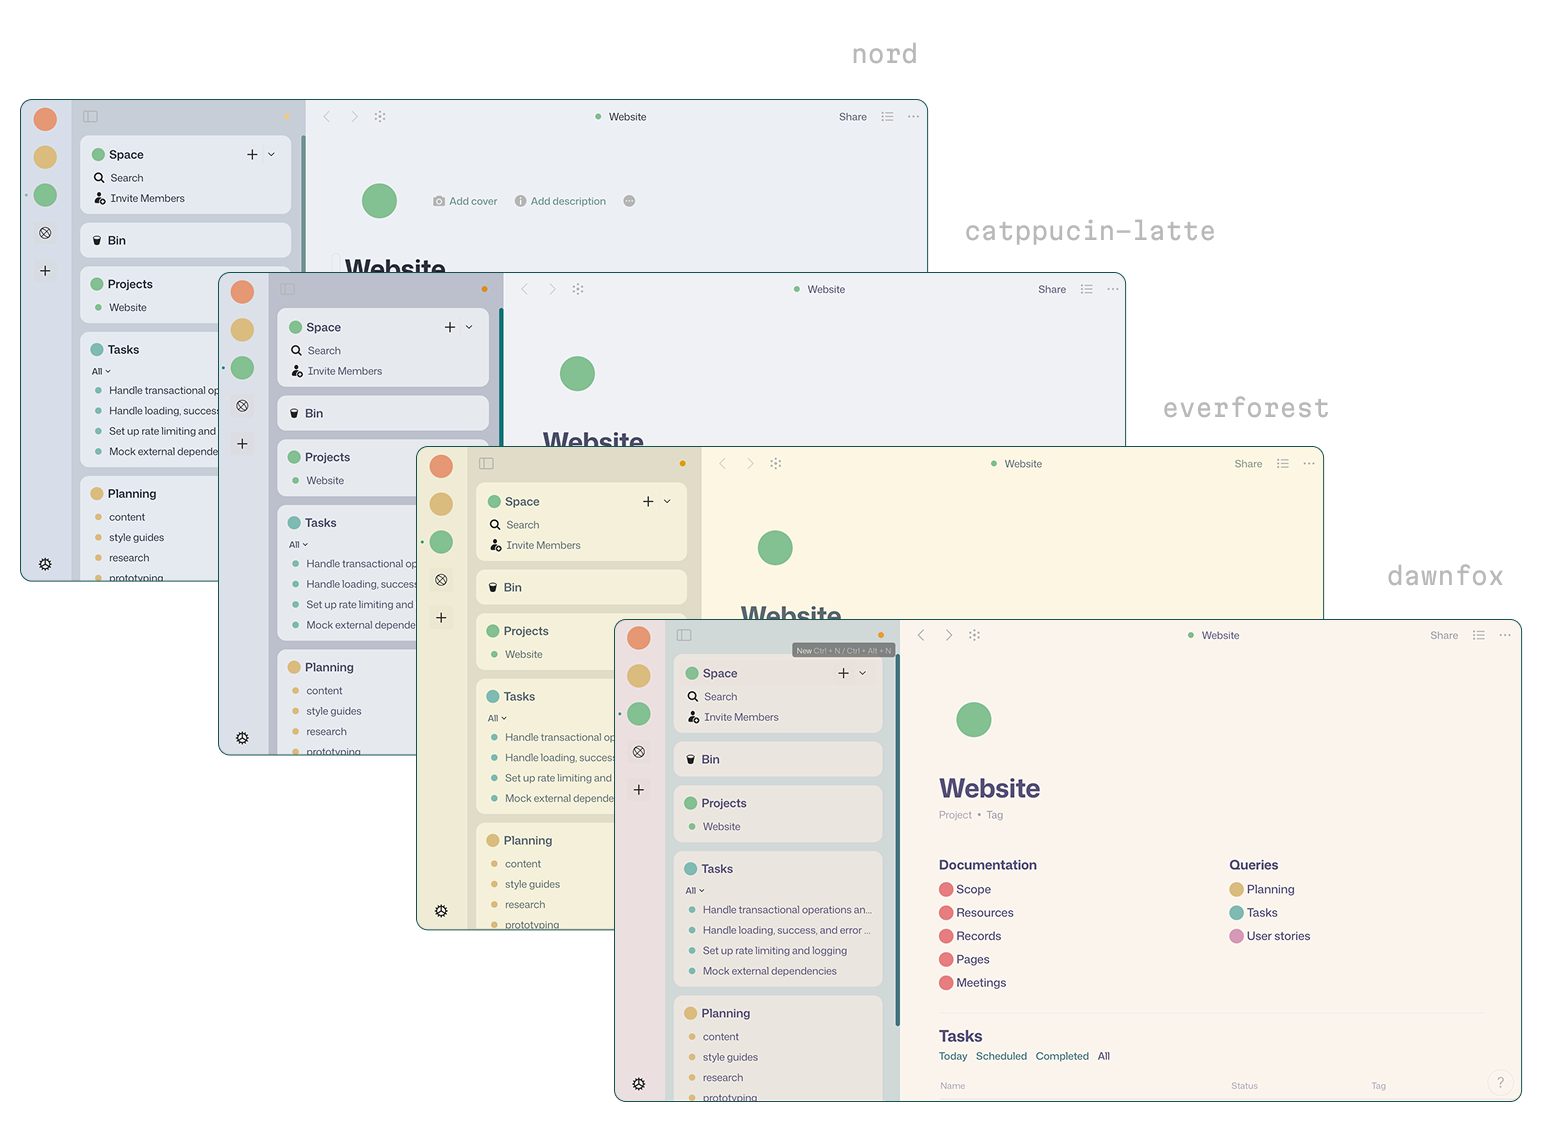 nord
Website
Share
Space
Search
Invite Members
Add cover
Add description
Bin
Website
Projects
Website
Tasks
All
Handle transactional op
Handle loading, success
Set up rate limiting and
Mock external depende
Planning
content
style guides
research
prototyping
catppucin-latte
Website
Share
Space
Search
Invite Members
Bin
Website
Projects
Website
Tasks
All
Handle transactional op
Handle loading, succes
Set up rate limiting and
Mock external depende
Planning
content
style guides
research
prototyping
everforest
Website
Share
Space
Search
Invite Members
Bin
Website
Projects
Website
Tasks
All
Handle transactional op
Handle loading, succes
Set up rate limiting and
Mock external depende
Planning
content
style guides
research
prototyping
dawnfox
Website
Share
New Ctrl + N / Ctrl + Alt + N
Space
Search
Invite Members
Bin
Projects
Website
Tasks
All
Handle transactional operations an...
Handle loading, success, and error ...
Set up rate limiting and logging
Mock external dependencies
Planning
content
style guides
research
prototyping
Website
Project • Tag
Documentation
Scope
Resources
Records
Pages
Meetings
Queries
Planning
Tasks
User stories
Tasks
Today Scheduled Completed All
Name Status Tag
?